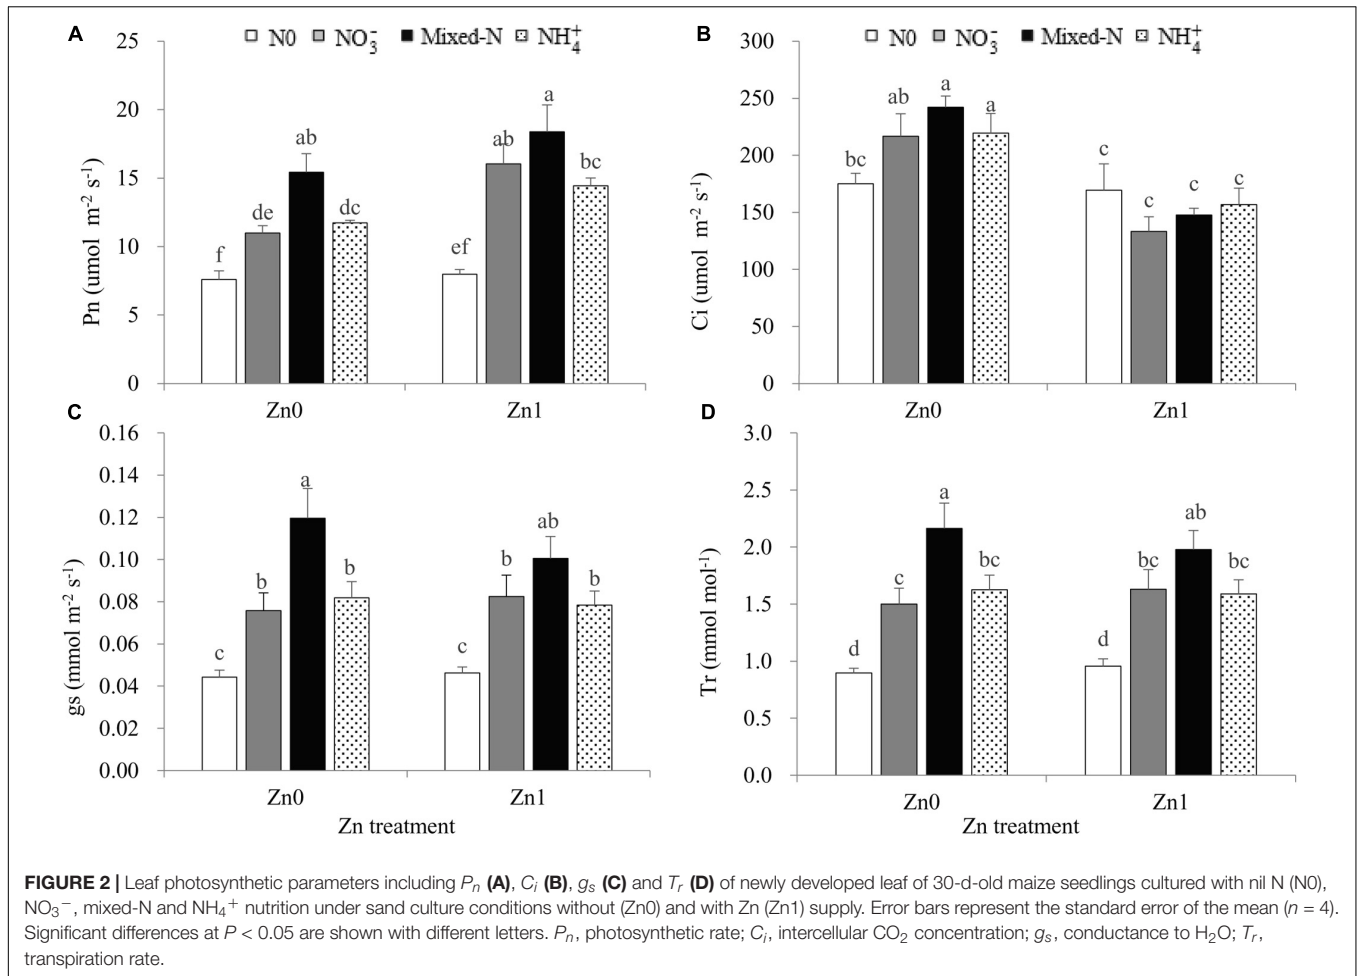 A
25
20
15
10
5
0
Pn (umol m-2 s-1)
N0 NO3- Mixed-N NH4+
f de ab dc ef ab a bc
Zn0 Zn1
B
300
250
200
150
100
50
0
Ci (umol m-2 s-1)
N0 NO3- Mixed-N NH4+
bc ab a a c c c c
Zn0 Zn1
C
0.16
0.14
0.12
0.10
0.08
0.06
0.04
0.02
0.00
gs (mmol m-2 s-1)
c b a b c b ab b
Zn0 Zn1
Zn treatment
D
3.0
2.5
2.0
1.5
1.0
0.5
0.0
Tr (mmol mol-1)
d c a bc d bc ab bc
Zn0 Zn1
Zn treatment
FIGURE 2 | Leaf photosynthetic parameters including Pn (A), Ci (B), gs (C) and Tr (D) of newly developed leaf of 30-d-old maize seedlings cultured with nil N (N0),
NO3−, mixed-N and NH4+ nutrition under sand culture conditions without (Zn0) and with Zn (Zn1) supply. Error bars represent the standard error of the mean (n = 4).
Significant differences at P < 0.05 are shown with different letters. Pn, photosynthetic rate; Ci, intercellular CO2 concentration; gs, conductance to H2O; Tr,
transpiration rate.